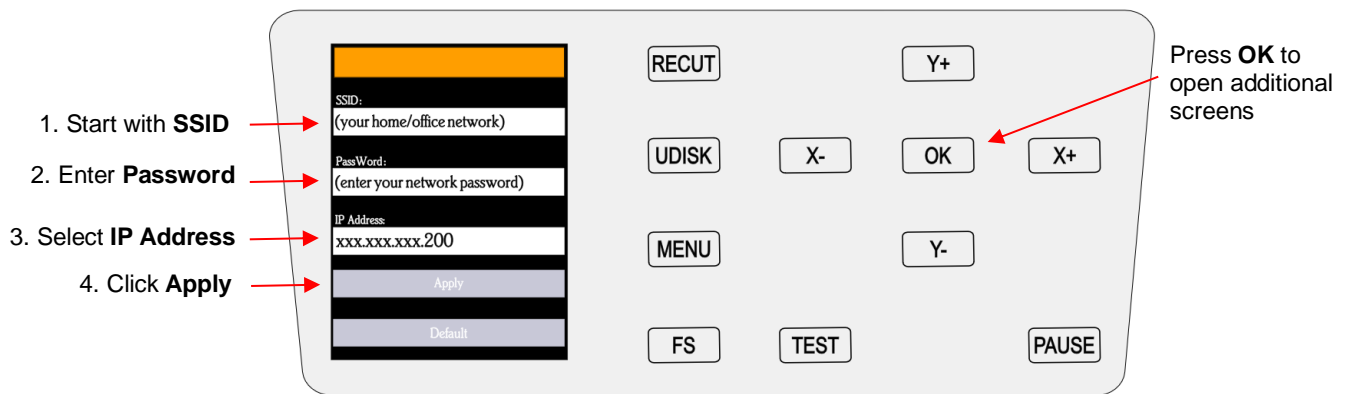 1. Start with SSID
2. Enter Password
3. Select IP Address
4. Click Apply
SSID:
(your home/office network)
PassWord:
(enter your network password)
IP Address:
xxx.xxx.xxx.200
Apply
Default
RECUT
Y+
UDISK
X-
OK
X+
MENU
Y-
FS
TEST
PAUSE
Press OK to
open additional
screens